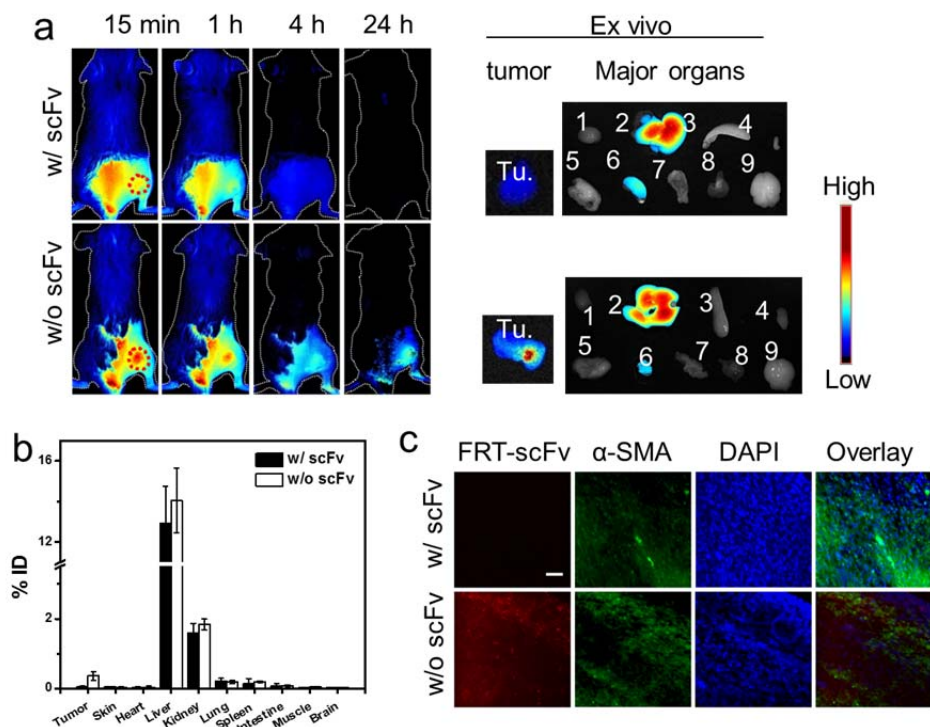 a
15 min 1 h 4 h 24 h
w/ scFv
w/o scFv
Ex vivo
tumor Major organs
Tu.
1 2 3 4
5 6 7 8 9
Tu.
1 2 3 4
5 6 7 8 9
High
Low
b
16
12
2
0
% ID
w/ scFv
w/o scFv
Tumor Skin Heart Liver Kidney Lung Spleen Intestine Muscle Brain
c
FRT-scFv α-SMA DAPI Overlay
w/ scFv
w/o scFv